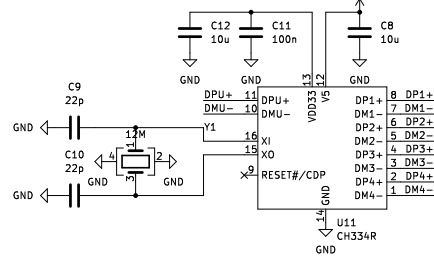 C12
10u
C11
100n
C8
10u
GND
GND
GND
C9
22p
GND
12M
Y1
1
4
2
3
GND
GND
C10
22p
GND
DPU+
DMU-
11
10
16
15
9
13
12
14
DPU+
DMU-
XI
XO
RESET#/CDP
VDD33
V5
GND
DP1+
DM1-
DP2+
DM2-
DP3+
DM3-
DP4+
DM4-
8
7
6
5
4
3
2
1
DP1+
DM1-
DP2+
DM2-
DP3+
DM3-
DP4+
DM4-
U11
CH334R
GND